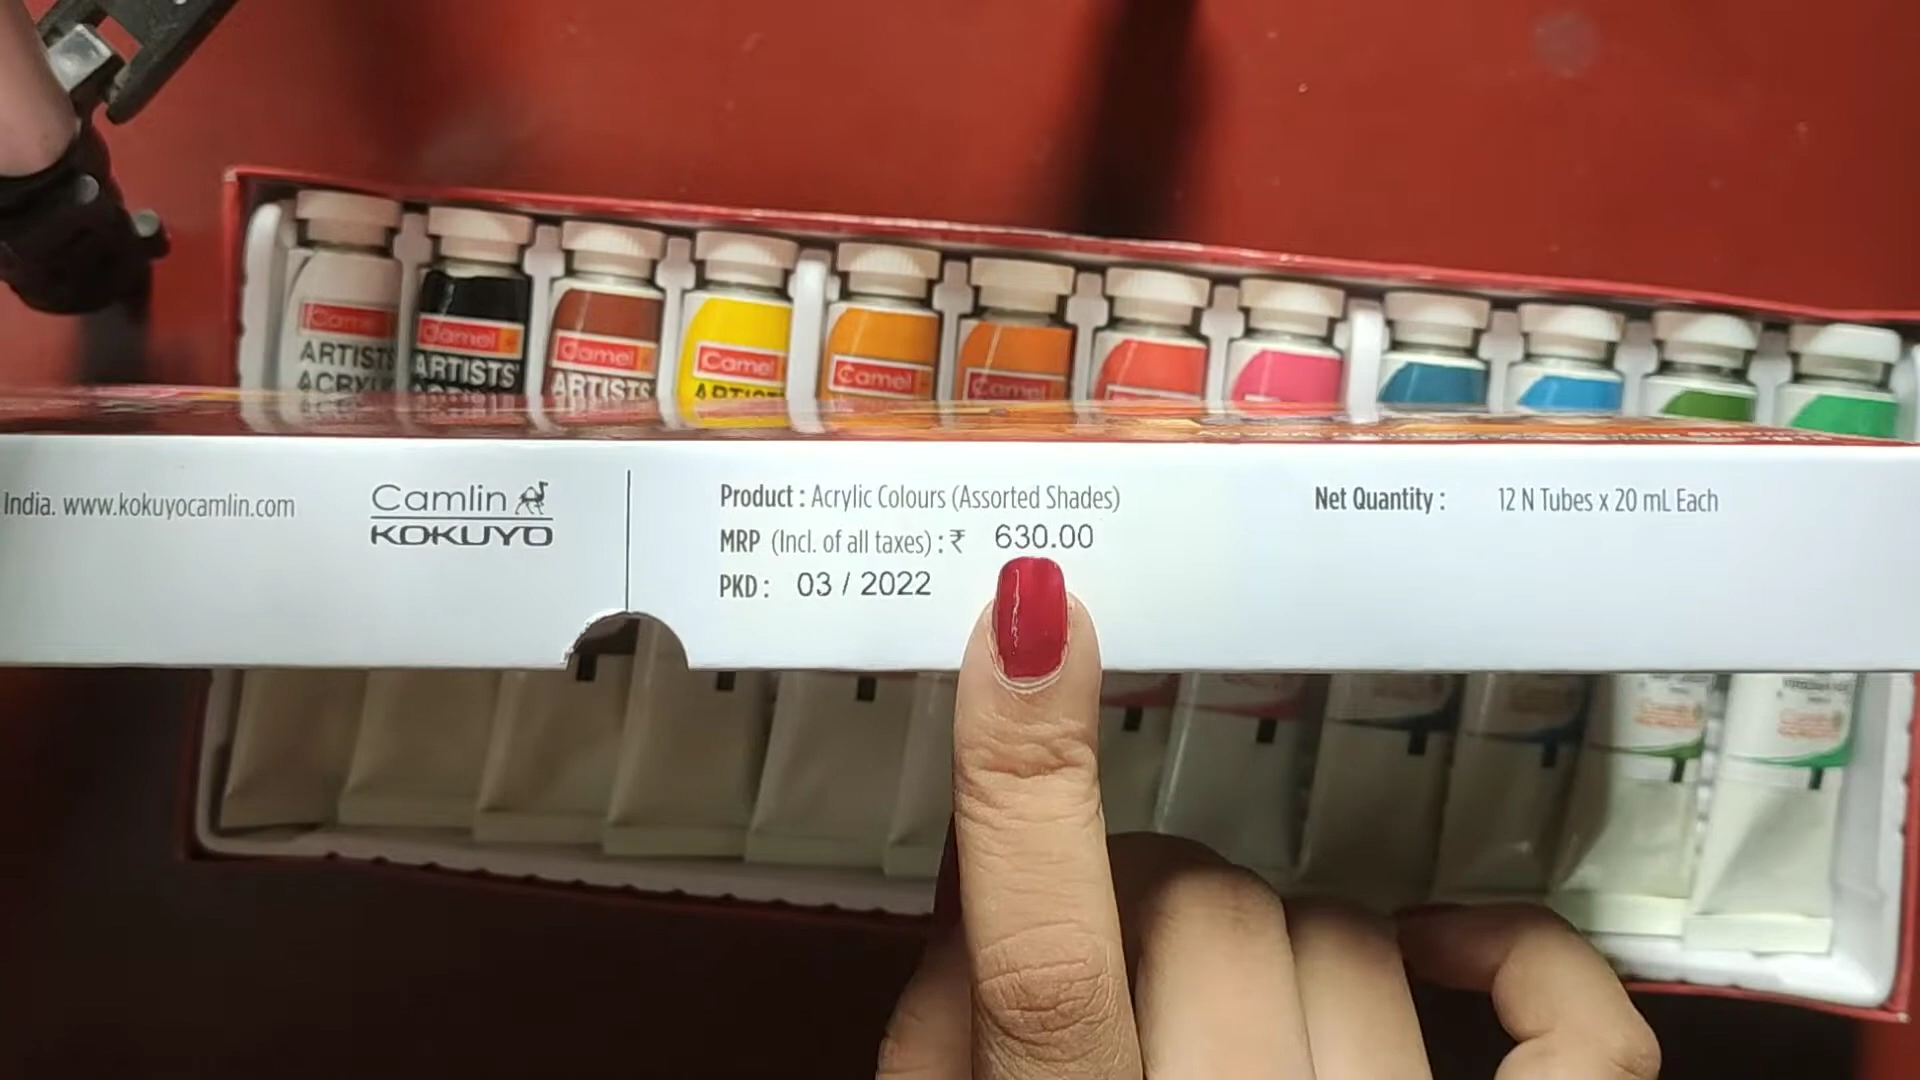 Camel
ARTISTS
Camel
ARTISTS'
Camel
ARTISTS
Camel
Camel
Camel
India. www.kokuyocamlin.com
Camlin
KOKUYO
Product : Acrylic Colours (Assorted Shades)
MRP (Incl. of all taxes) : ₹ 630.00
PKD : 03 / 2022
Net Quantity : 12 N Tubes x 20 mL Each